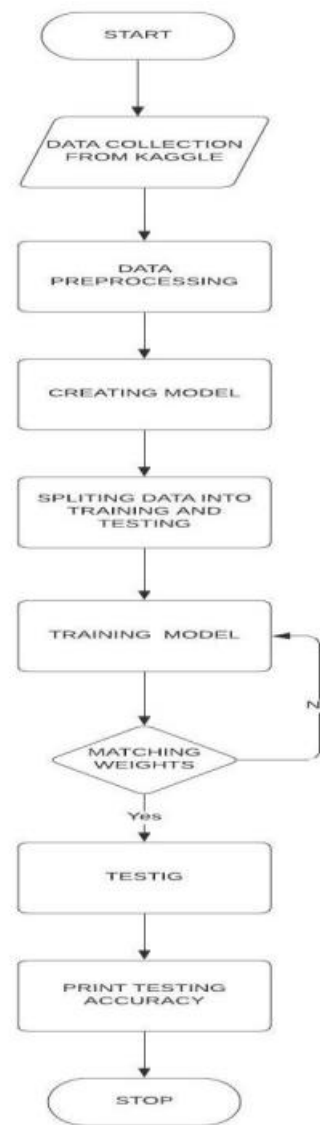 START
DATA COLLECTION
FROM KAGGLE
DATA
PREPROCESSING
CREATING MODEL
SPLITING DATA INTO
TRAINING AND
TESTING
TRAINING MODEL
N
MATCHING
WEIGHTS
Yes
TESTIG
PRINT TESTING
ACCURACY
STOP